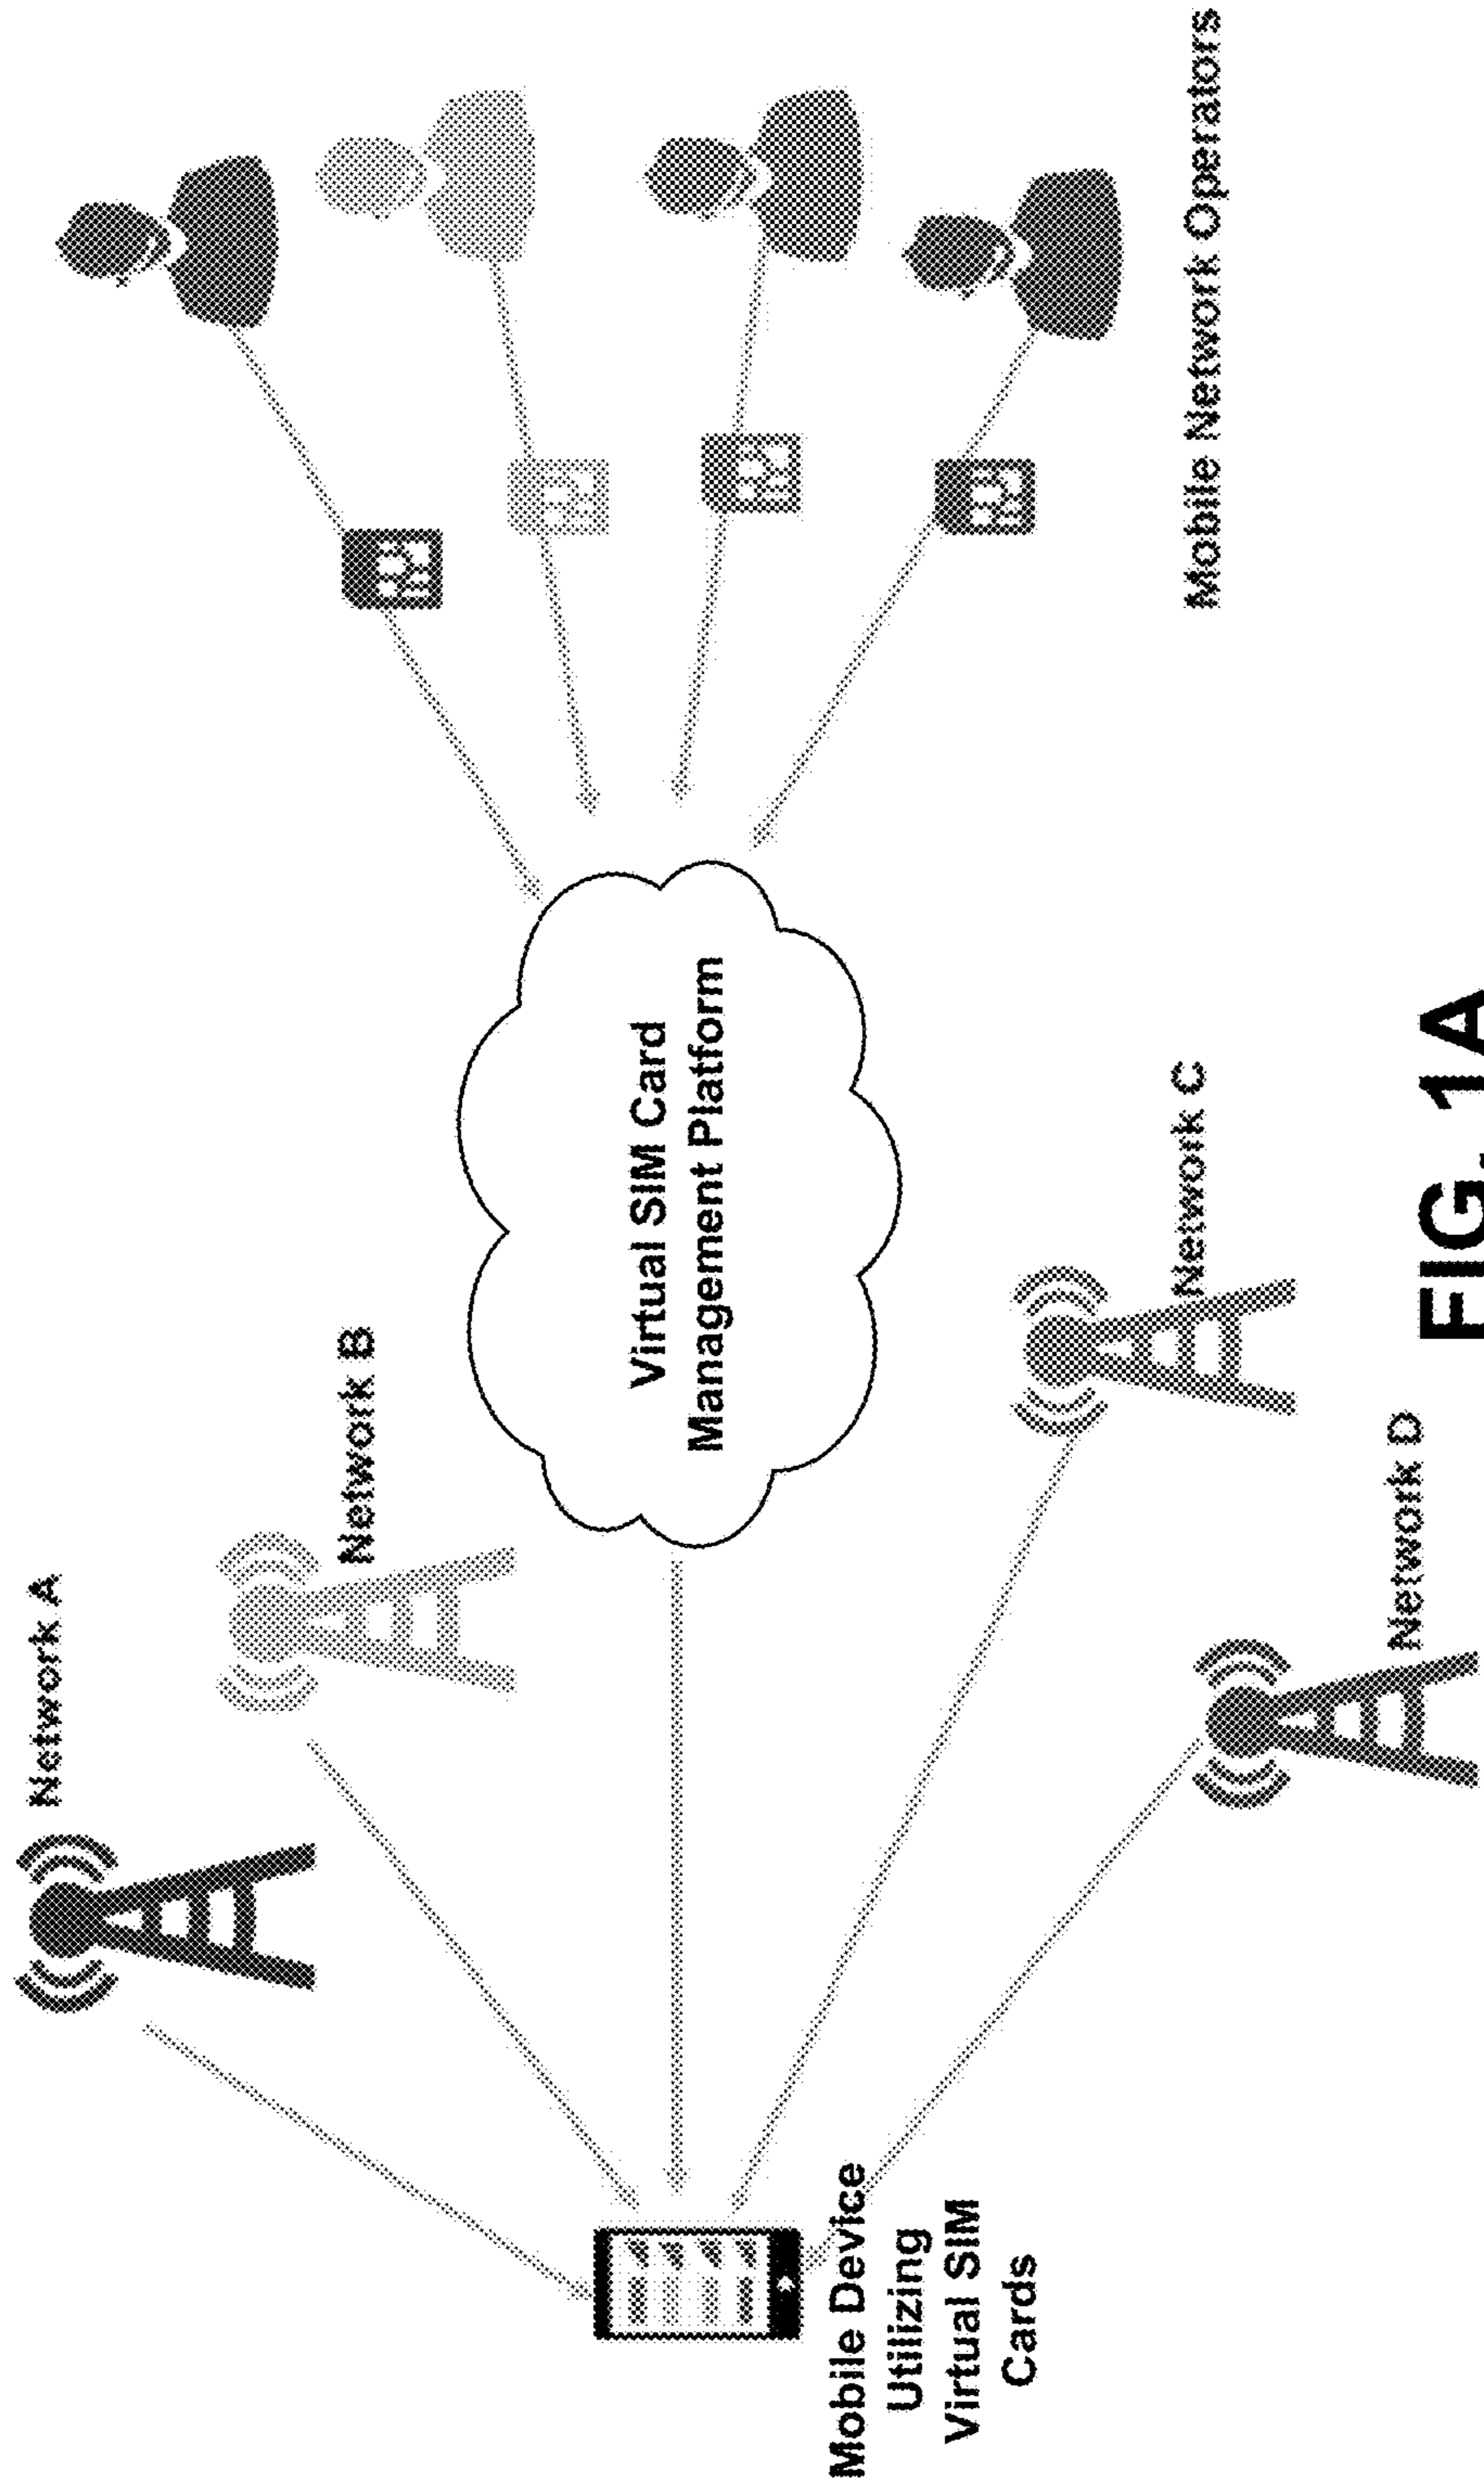 Network A
Network B
Virtual SIM Card
Management Platform
Mobile Device
Utilizing
Virtual SIM
Cards
Network C
Network D
Mobile Network Operators
FIG. 1A